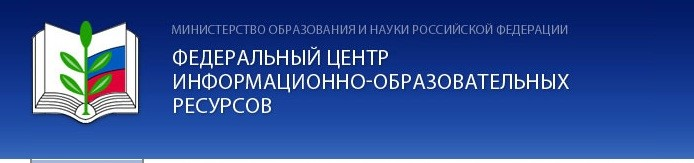 МИНИСТЕРСТВО ОБРАЗОВАНИЯ И НАУКИ РОССИЙСКОЙ ФЕДЕРАЦИИ
ФЕДЕРАЛЬНЫЙ ЦЕНТР
ИНФОРМАЦИОННО-ОБРАЗОВАТЕЛЬНЫХ
РЕСУРСОВ